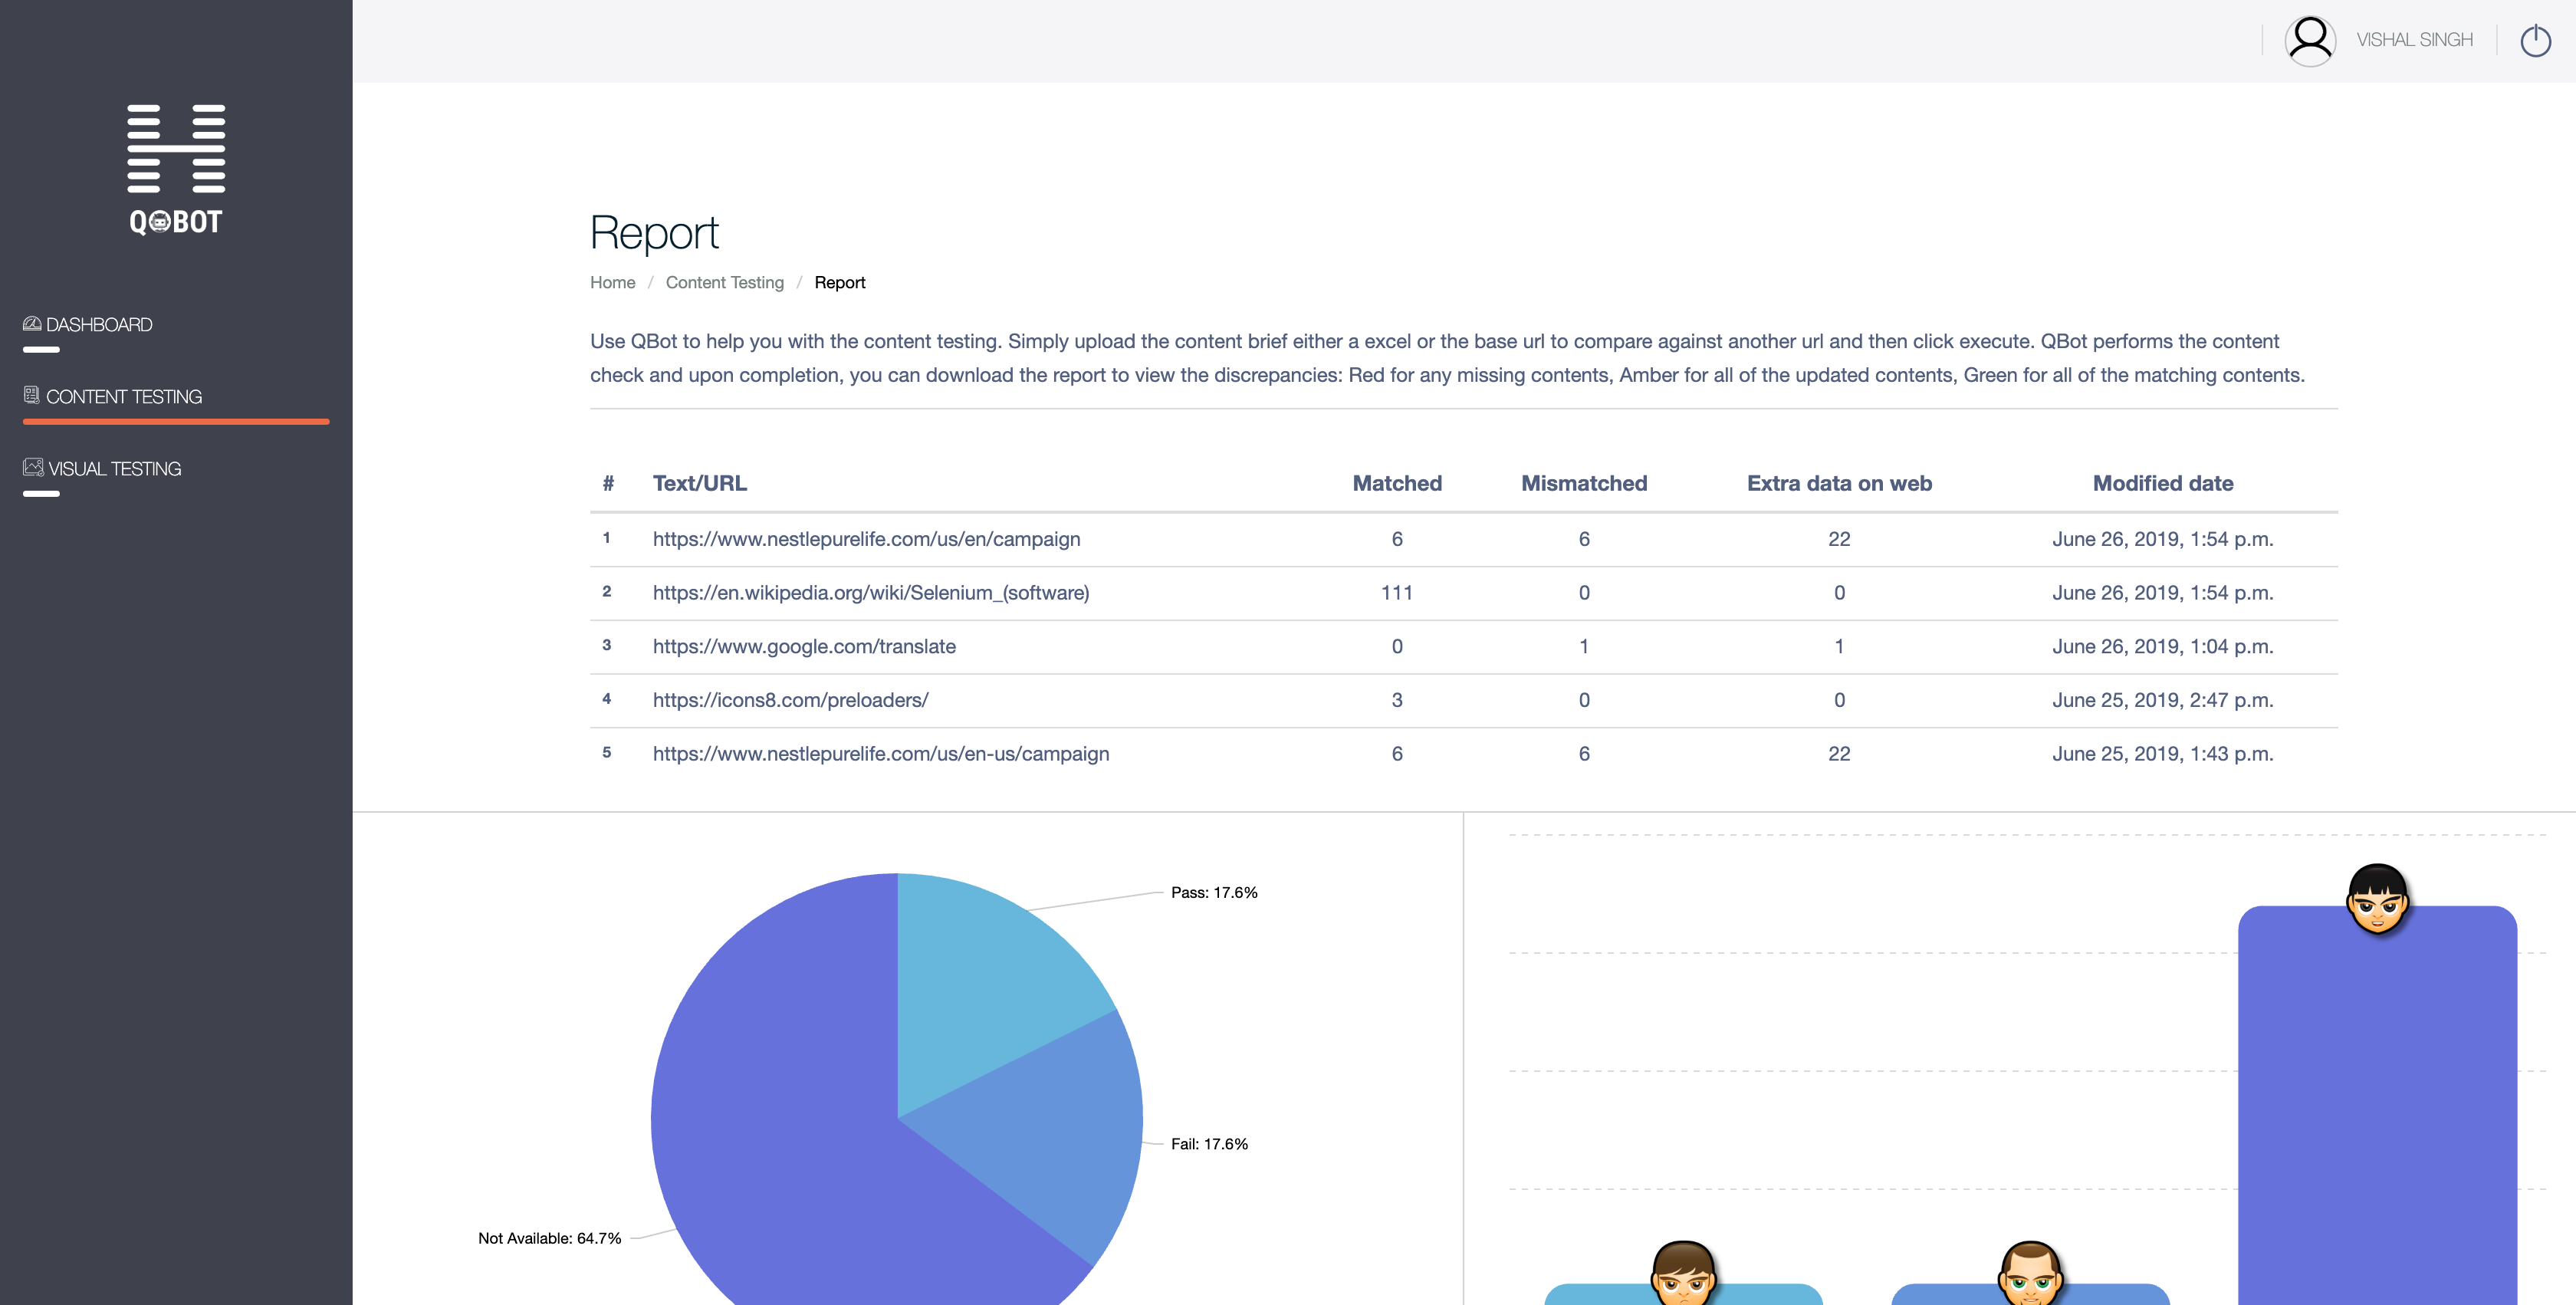 VISHAL SINGH
QBOT
DASHBOARD
CONTENT TESTING
VISUAL TESTING
Report
Home / Content Testing / Report
Use QBot to help you with the content testing. Simply upload the content brief either a excel or the base url to compare against another url and then click execute. QBot performs the content
check and upon completion, you can download the report to view the discrepancies: Red for any missing contents, Amber for all of the updated contents, Green for all of the matching contents.
# Text/URL Matched Mismatched Extra data on web Modified date
1 https://www.nestlepurelife.com/us/en/campaign 6 6 22 June 26, 2019, 1:54 p.m.
2 https://en.wikipedia.org/wiki/Selenium_(software) 111 0 0 June 26, 2019, 1:54 p.m.
3 https://www.google.com/translate 0 1 1 June 26, 2019, 1:04 p.m.
4 https://icons8.com/preloaders/ 3 0 0 June 25, 2019, 2:47 p.m.
5 https://www.nestlepurelife.com/us/en-us/campaign 6 6 22 June 25, 2019, 1:43 p.m.
Pass: 17.6%
Fail: 17.6%
Not Available: 64.7%